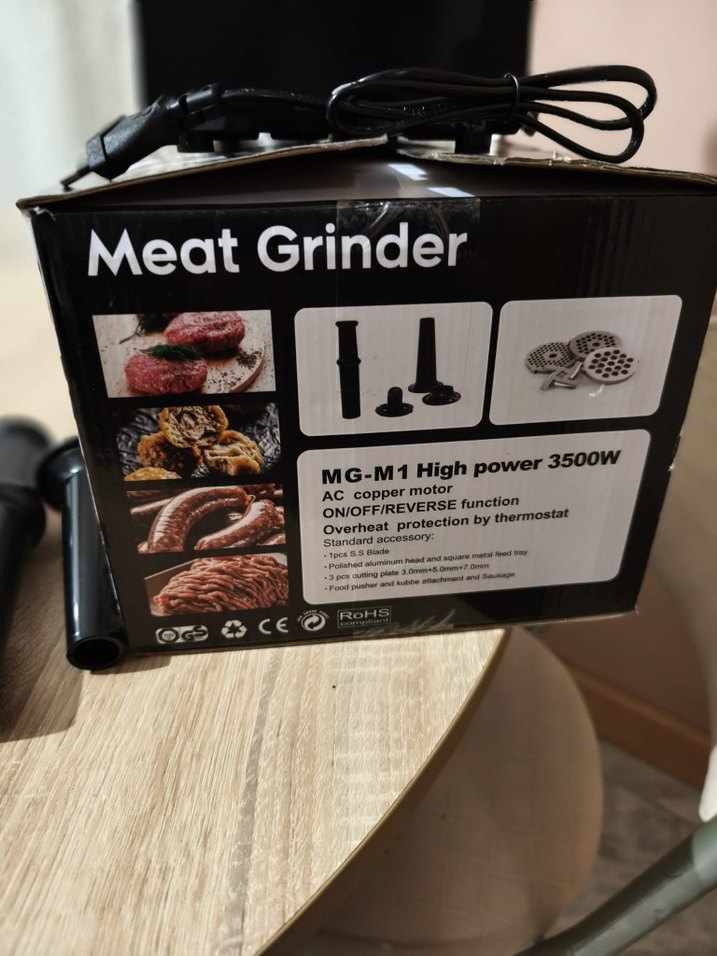 Meat Grinder
MG-M1 High power 3500W
AC copper motor
ON/OFF/REVERSE function
Overheat protection by thermostat
Standard accessory:
· 1pcs S.S Blade
· Polished aluminum head and square metal feed tray
· 3 pcs cutting plate 3.0mm+5.0mm+7.0mm
· Food pusher and kubbe attachment and Sausage
GS CE RoHS
compliant